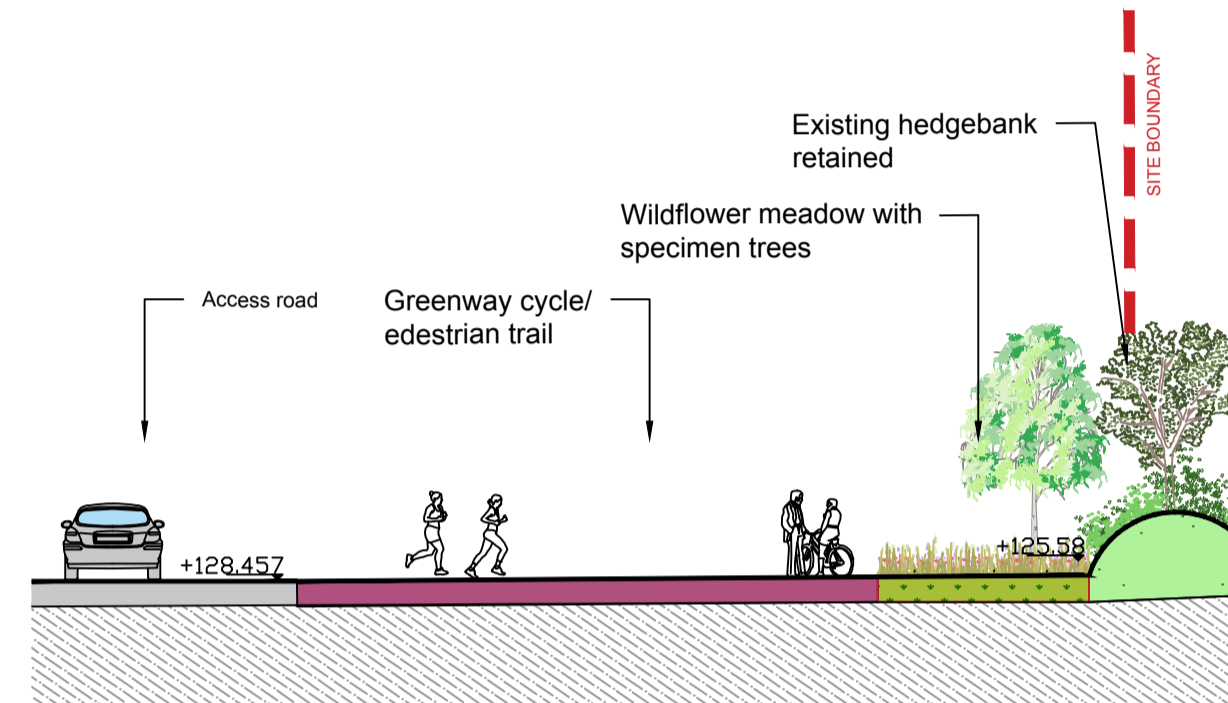 SITE BOUNDARY
Existing hedgebank
retained
Wildflower meadow with
specimen trees
Access road
Greenway cycle/
edestrian trail
+128.457
+125.58